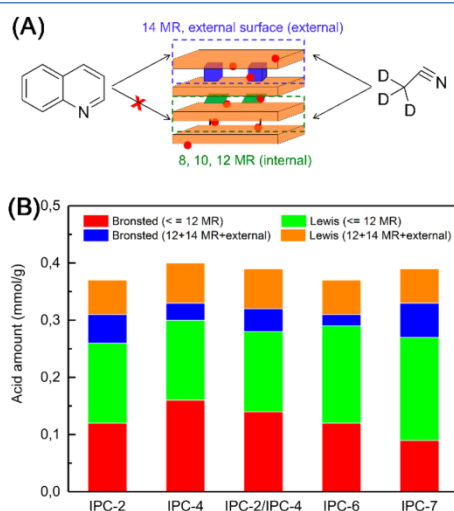 (A)
14 MR, external surface (external)
N
D
D
D
N
8, 10, 12 MR (internal)
(B)
Bronsted (< = 12 MR)
Lewis (<= 12 MR)
Bronsted (12+14 MR+external)
Lewis (12+14 MR+external)
Acid amount (mmol/g)
0,5
0,4
0,3
0,2
0,1
0,0
IPC-2 IPC-4 IPC-2/IPC-4 IPC-6 IPC-7